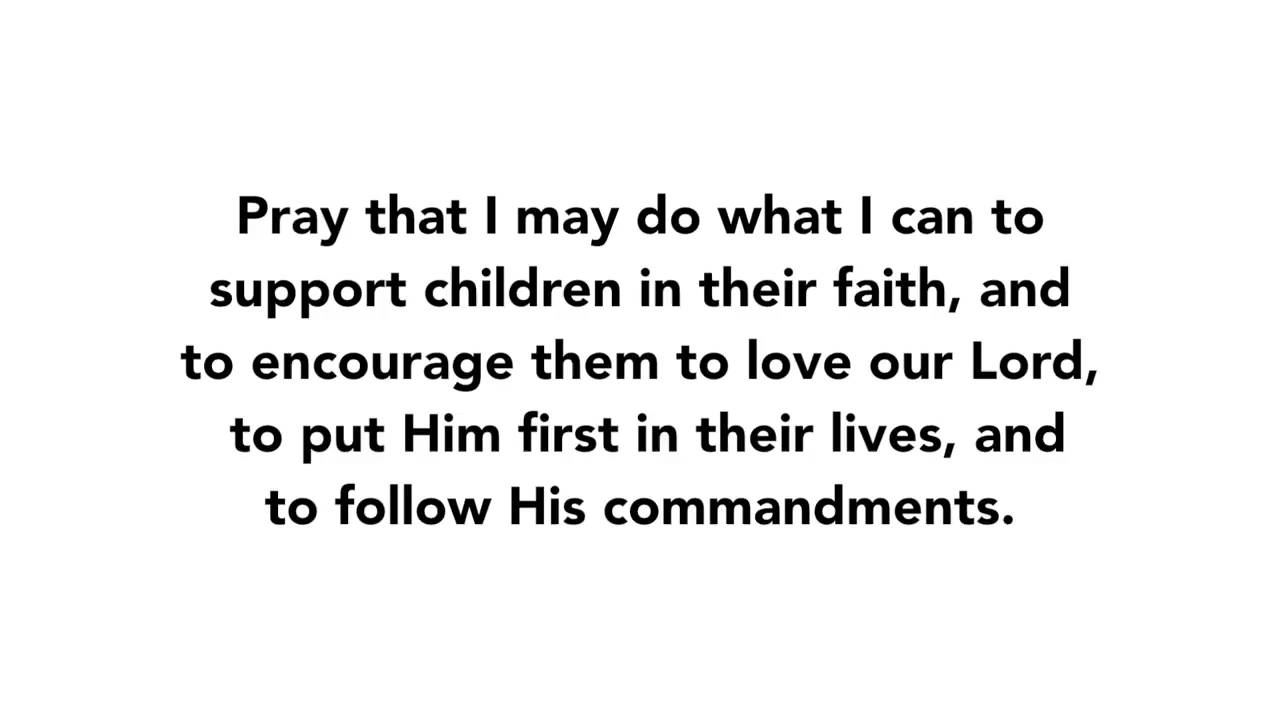 Pray that I may do what I can to
support children in their faith, and
to encourage them to love our Lord,
to put Him first in their lives, and
to follow His commandments.